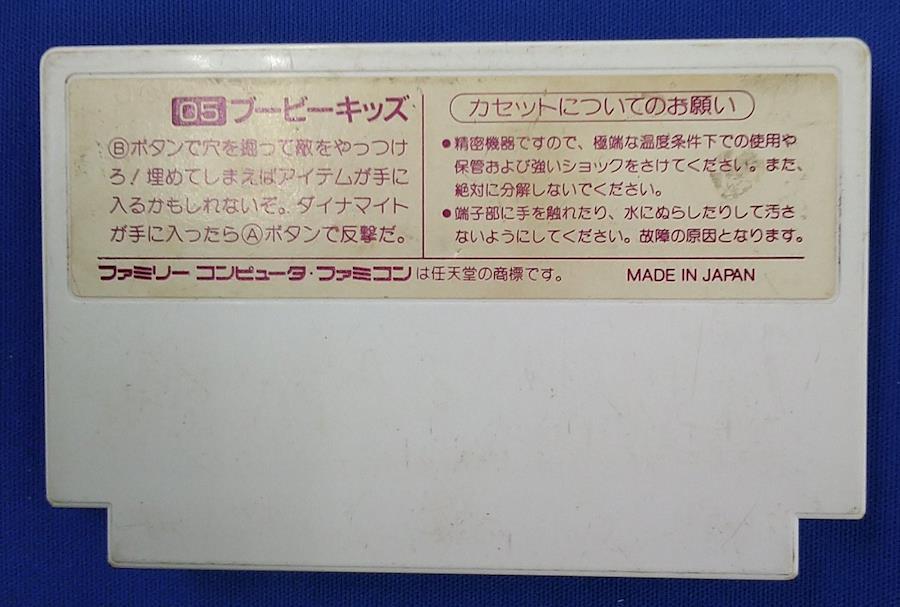 05 ブービーキッズ
Ⓑボタンで穴を掘って敵をやっつけ
ろ!埋めてしまえばアイテムが手に
入るかもしれないぞ。ダイナマイト
が手に入ったらⒶボタンで反撃だ。
カセットについてのお願い
●精密機器ですので、極端な温度条件下での使用や
保管および強いショックをさけてください。また、
絶対に分解しないでください。
●端子部に手を触れたり、水にぬらしたりして汚さ
ないようにしてください。故障の原因となります。
ファミリー コンピュータ・ファミコンは任天堂の商標です。
MADE IN JAPAN